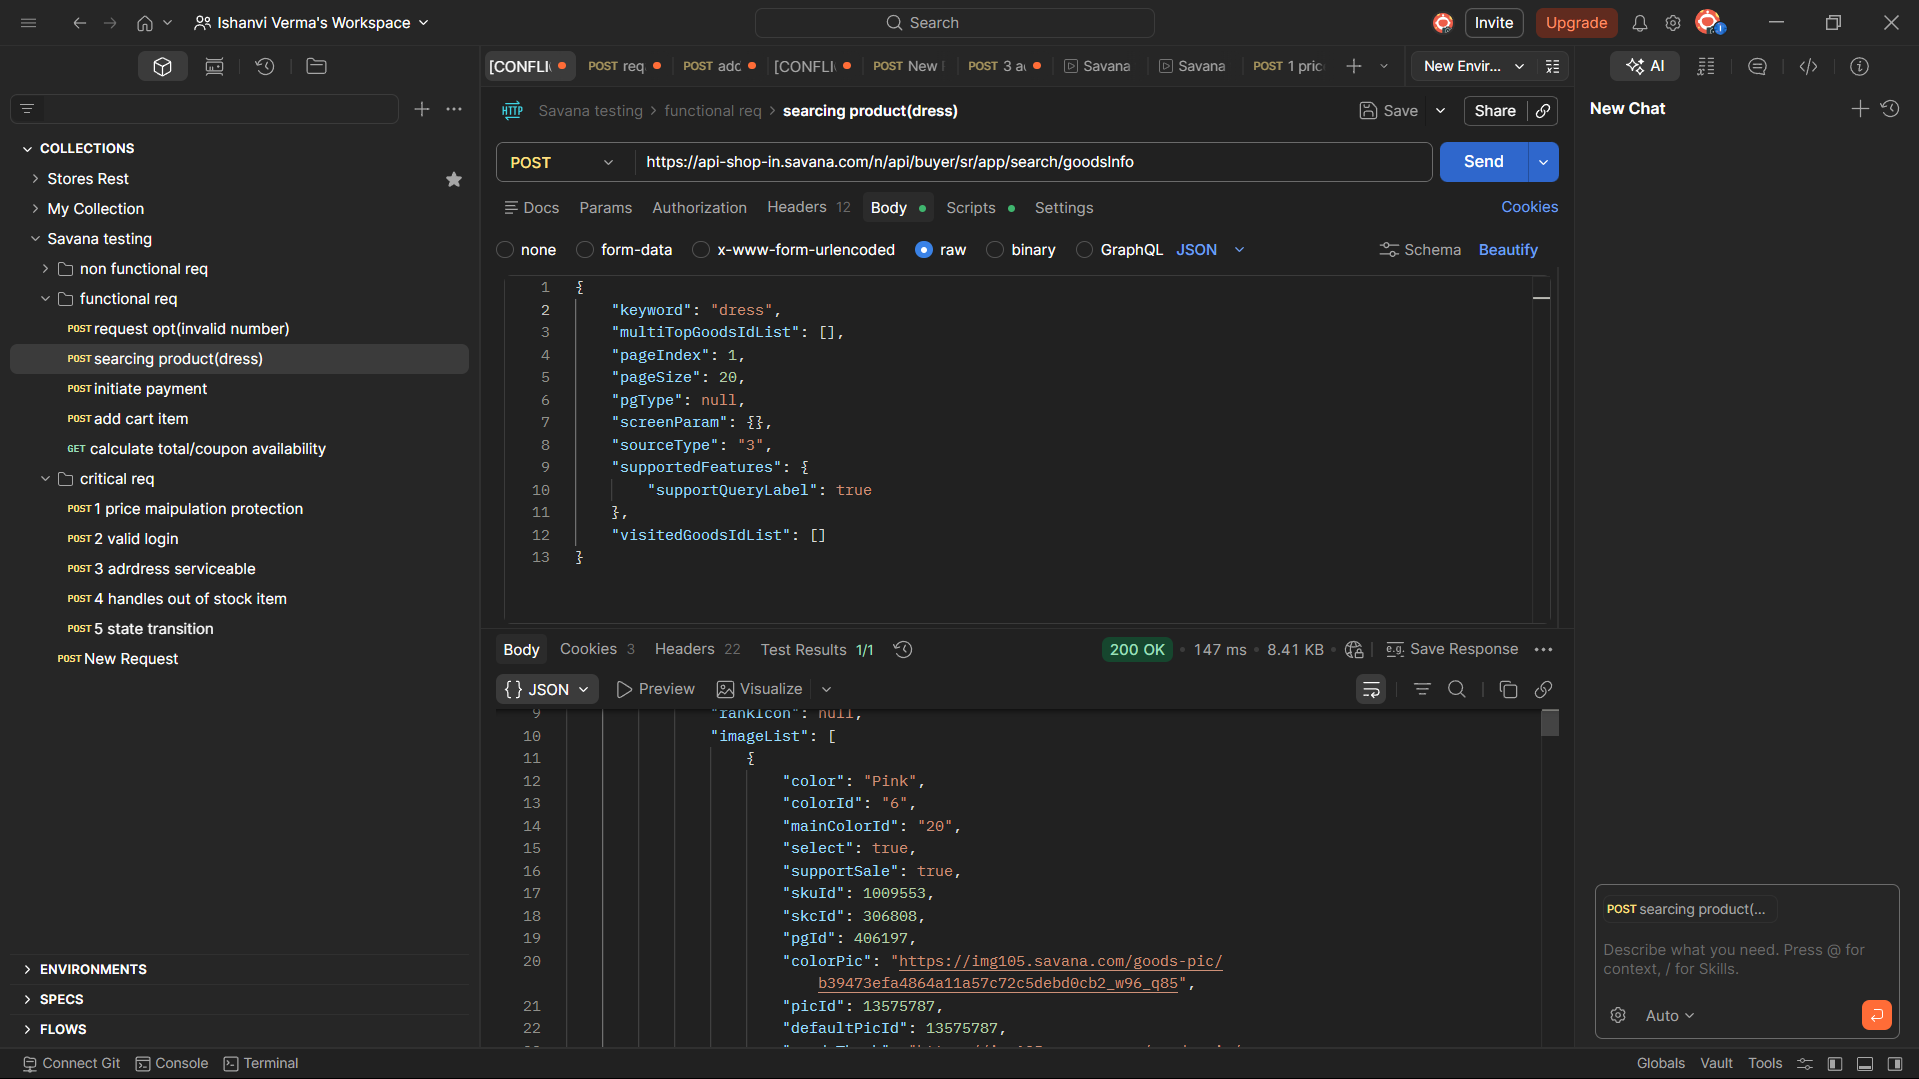 Ishanvi Verma's Workspace
Search
Invite
Upgrade
[CONFLI
POST req
POST add
[CONFLI
POST New
POST 3 a
Savana
Savana
POST 1 pric
New Envir...
AI
COLLECTIONS
Stores Rest
My Collection
Savana testing
non functional req
functional req
POST request opt(invalid number)
POST searcing product(dress)
POST initiate payment
POST add cart item
GET calculate total/coupon availability
critical req
POST 1 price maipulation protection
POST 2 valid login
POST 3 adrdress serviceable
POST 4 handles out of stock item
POST 5 state transition
POST New Request
ENVIRONMENTS
SPECS
FLOWS
HTTP Savana testing > functional req > searcing product(dress)
Save
Share
POST
https://api-shop-in.savana.com/n/api/buyer/sr/app/search/goodsInfo
Send
Docs
Params
Authorization
Headers 12
Body
Scripts
Settings
Cookies
none
form-data
x-www-form-urlencoded
raw
binary
GraphQL
JSON
Schema
Beautify
1 {
2 "keyword": "dress",
3 "multiTopGoodsIdList": [],
4 "pageIndex": 1,
5 "pageSize": 20,
6 "pgType": null,
7 "screenParam": {},
8 "sourceType": "3",
9 "supportedFeatures": {
10 "supportQueryLabel": true
11 },
12 "visitedGoodsIdList": []
13 }
Body
Cookies 3
Headers 22
Test Results 1/1
200 OK
147 ms
8.41 KB
e.g. Save Response
{} JSON
Preview
Visualize
9 "rankIcon": null,
10 "imageList": [
11 {
12 "color": "Pink",
13 "colorId": "6",
14 "mainColorId": "20",
15 "select": true,
16 "supportSale": true,
17 "skuId": 1009553,
18 "skcId": 306808,
19 "pgId": 406197,
20 "colorPic": "https://img105.savana.com/goods-pic/
b39473efa4864a11a57c72c5debd0cb2_w96_q85",
21 "picId": 13575787,
22 "defaultPicId": 13575787,
New Chat
POST searcing product(...
Describe what you need. Press @ for
context, / for Skills.
Auto
Connect Git
Console
Terminal
Globals
Vault
Tools